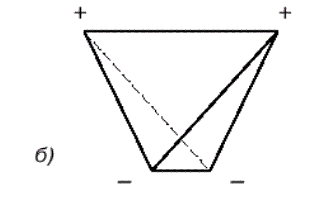 + +
б)
– –